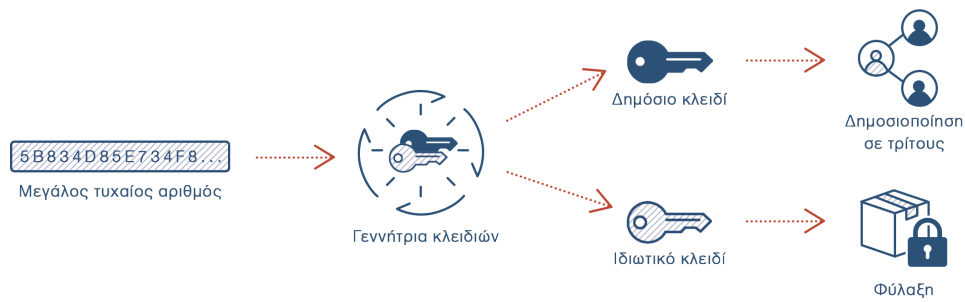 5B834D85E734F8...
Μεγάλος τυχαίος αριθμός
Γεννήτρια κλειδιών
Δημόσιο κλειδί
Δημοσιοποίηση
σε τρίτους
Ιδιωτικό κλειδί
Φύλαξη